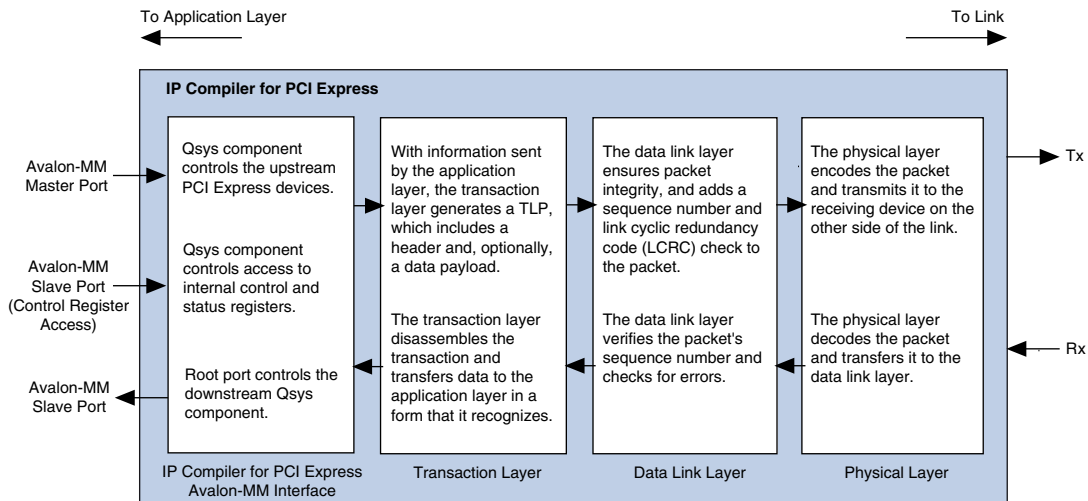 To Application Layer
To Link
IP Compiler for PCI Express
Avalon-MM
Master Port
Avalon-MM
Slave Port
(Control Register
Access)
Avalon-MM
Slave Port
Qsys component
controls the upstream
PCI Express devices.
Qsys component
controls access to
internal control and
status registers.
Root port controls the
downstream Qsys
component.
IP Compiler for PCI Express
Avalon-MM Interface
With information sent
by the application
layer, the transaction
layer generates a TLP,
which includes a
header and, optionally,
a data payload.
The transaction layer
disassembles the
transaction and
transfers data to the
application layer in a
form that it recognizes.
Transaction Layer
The data link layer
ensures packet
integrity, and adds a
sequence number and
link cyclic redundancy
code (LCRC) check to
the packet.
The data link layer
verifies the packet's
sequence number and
checks for errors.
Data Link Layer
The physical layer
encodes the packet
and transmits it to the
receiving device on the
other side of the link.
The physical layer
decodes the packet
and transfers it to the
data link layer.
Physical Layer
Tx
Rx